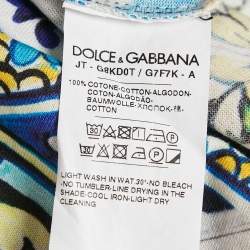 DOLCE & GABBANA
JT - G8KD0T / G7F7K - A
100% COTONE-COTTON-COTON
ALGODON-ALGODÃO-
BAUMWOLLE-ХЛОПОК-棉-
COTTON
30
LIGHT WASH IN WAT.30°-NO BLEACH
-NO TUMBLER-LINE DRYING IN THE
SHADE-COOL IRON-LIGHT DRY
CLEANING